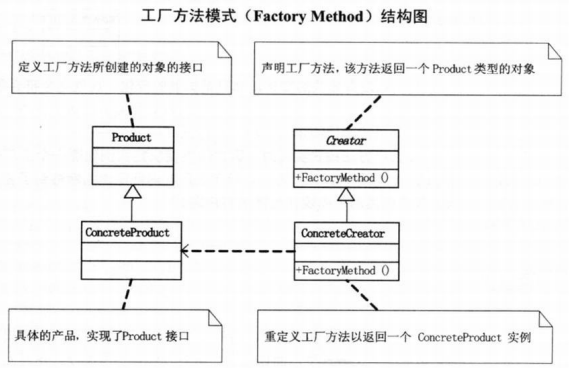 工厂方法模式（Factory Method）结构图
定义工厂方法所创建的对象的接口
声明工厂方法，该方法返回一个 Product 类型的对象
Product
Creator
+FactoryMethod ()
ConcreteProduct
ConcreteCreator
+FactoryMethod ()
具体的产品，实现了Product 接口
重定义工厂方法以返回一个 ConcreteProduct 实例